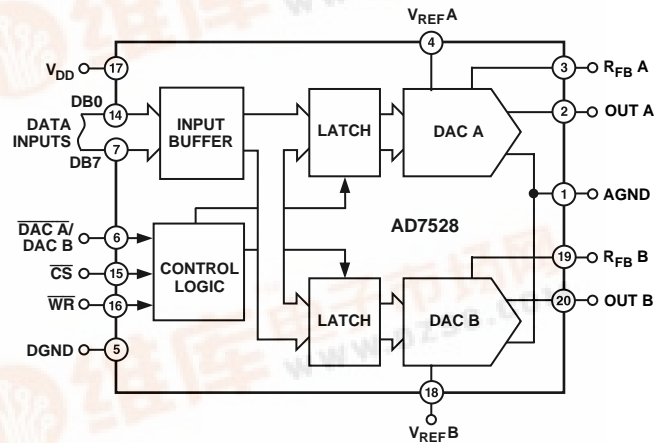 VREFA
4
VDD
17
3
RFB A
DB0
14
DATA
INPUTS
7
DB7
INPUT
BUFFER
LATCH
DAC A
2
OUT A
1
AGND
AD7528
DAC A/
DAC B
6
CS
15
WR
16
CONTROL
LOGIC
19
RFB B
20
OUT B
LATCH
DAC B
DGND
5
18
VREFB